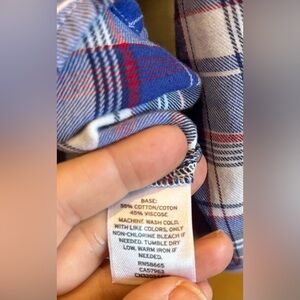 BASE:
55% COTTON/COTON
45% VISCOSE
MACHINE WASH COLD,
WITH LIKE COLORS, ONLY
NON-CHLORINE BLEACH IF
NEEDED. TUMBLE DRY
LOW. WARM IRON IF
NEEDED.
RN58665
CA57963